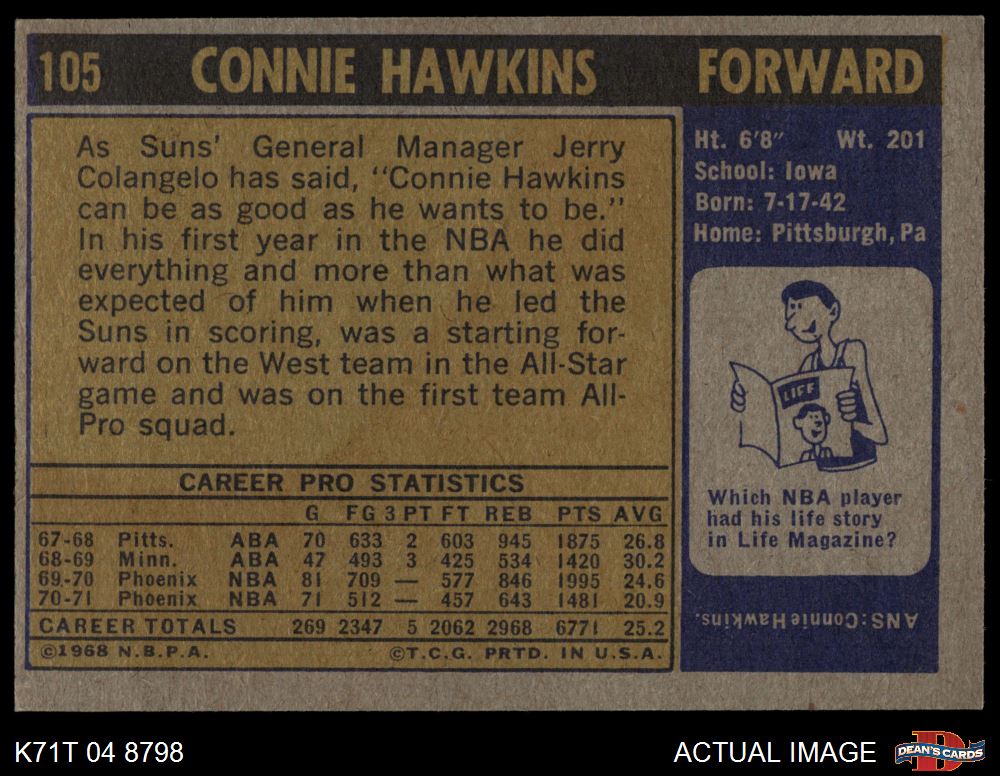 105 CONNIE HAWKINS FORWARD
As Suns' General Manager Jerry
Colangelo has said, "Connie Hawkins
can be as good as he wants to be."
In his first year in the NBA he did
everything and more than what was
expected of him when he led the
Suns in scoring, was a starting for-
ward on the West team in the All-Star
game and was on the first team All-
Pro squad.
CAREER PRO STATISTICS
G FG 3 PT FT REB PTS AVG
67-68 Pitts. ABA 70 633 2 603 945 1875 26.8
68-69 Minn. ABA 47 493 3 425 534 1420 30.2
69-70 Phoenix NBA 81 709 — 577 846 1995 24.6
70-71 Phoenix NBA 71 512 — 457 643 1481 20.9
CAREER TOTALS 269 2347 5 2062 2968 6771 25.2
©1968 N.B.P.A. ©T.C.G. PRTD. IN U.S.A.
Ht. 6'8" Wt. 201
School: Iowa
Born: 7-17-42
Home: Pittsburgh, Pa
LIFE
Which NBA player
had his life story
in Life Magazine?
ANS: Connie Hawkins.
K71T 04 8798 ACTUAL IMAGE D DEAN'S CARDS